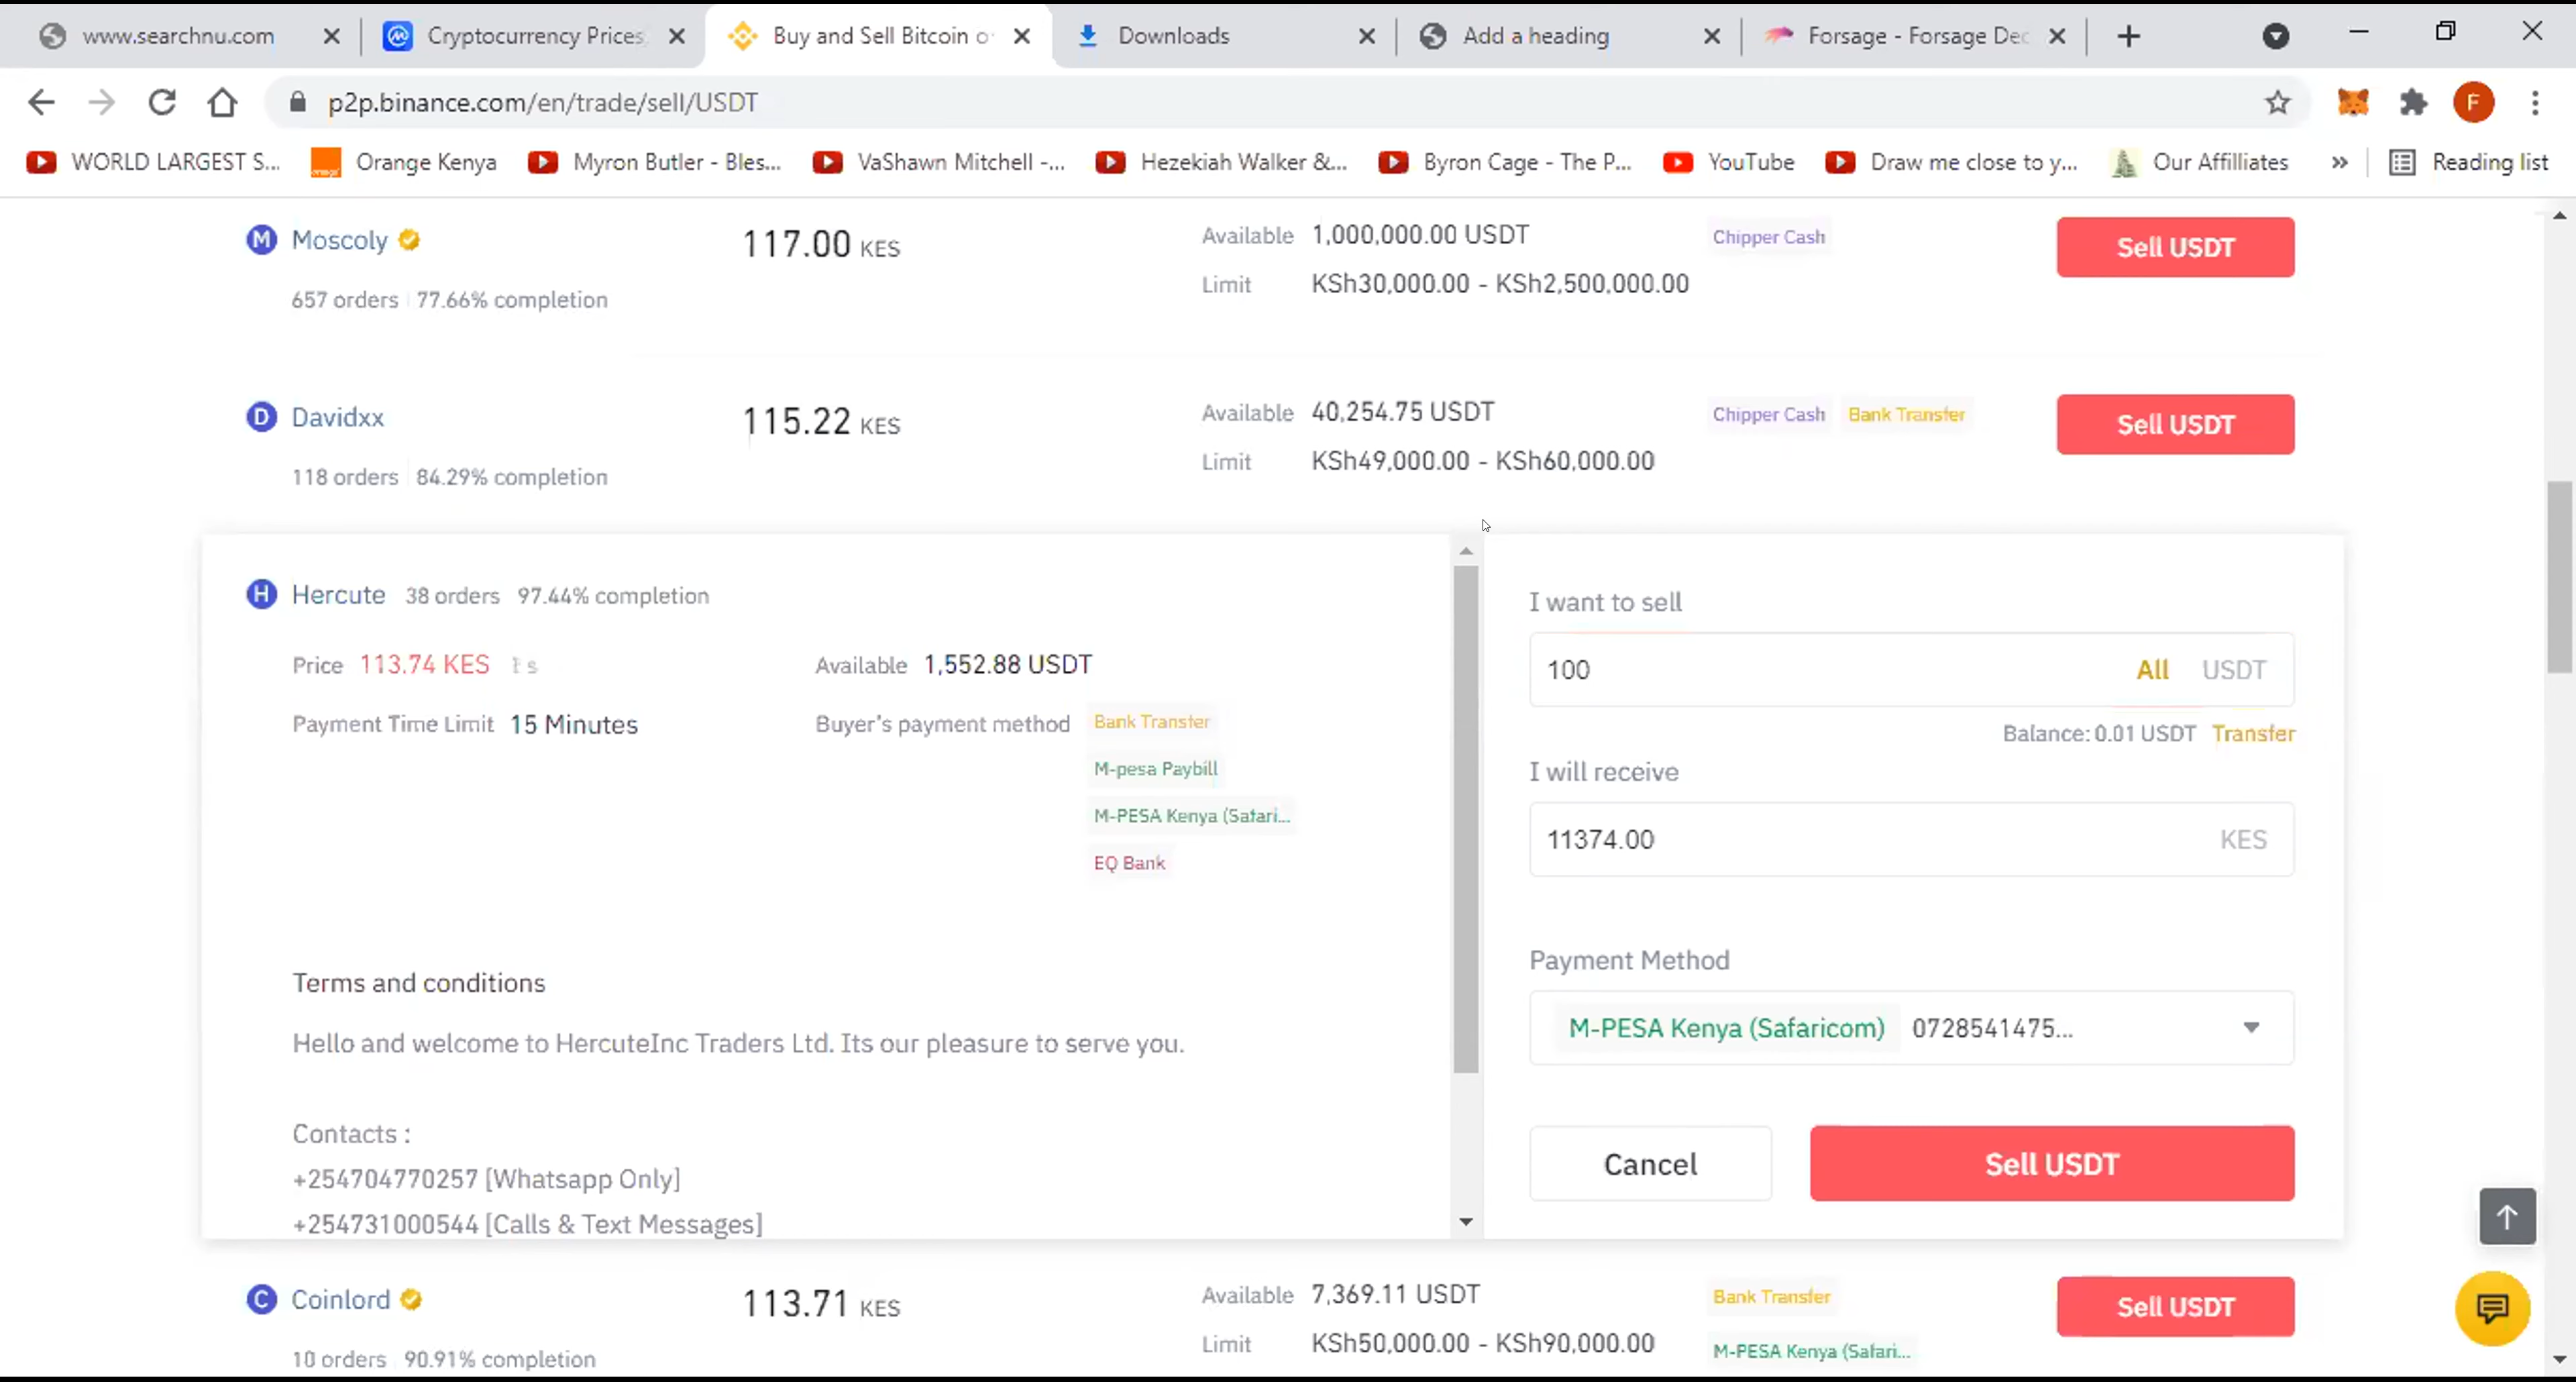 www.searchnu.com
Cryptocurrency Prices,
Buy and Sell Bitcoin o
Downloads
Add a heading
Forsage - Forsage Dec
p2p.binance.com/en/trade/sell/USDT
F
WORLD LARGEST S...
Orange Kenya
Myron Butler - Bles...
VaShawn Mitchell -...
Hezekiah Walker &...
Byron Cage - The P...
YouTube
Draw me close to y...
Our Affilliates
»
Reading list
M Moscoly
117.00 KES
Available 1,000,000.00 USDT
Chipper Cash
Sell USDT
657 orders 77.66% completion
Limit KSh30,000.00 - KSh2,500,000.00
D Davidxx
115.22 KES
Available 40,254.75 USDT
Chipper Cash Bank Transfer
Sell USDT
118 orders 84.29% completion
Limit KSh49,000.00 - KSh60,000.00
H Hercute 38 orders 97.44% completion
Price 113.74 KES
Available 1,552.88 USDT
Payment Time Limit 15 Minutes
Buyer's payment method Bank Transfer
M-pesa Paybill
M-PESA Kenya (Safari...
EQ Bank
Terms and conditions
Hello and welcome to HercuteInc Traders Ltd. Its our pleasure to serve you.
Contacts :
+254704770257 [Whatsapp Only]
+254731000544 [Calls & Text Messages]
I want to sell
100 All USDT
Balance: 0.01 USDT Transfer
I will receive
11374.00 KES
Payment Method
M-PESA Kenya (Safaricom) 0728541475...
Cancel
Sell USDT
C Coinlord
113.71 KES
Available 7,369.11 USDT
Bank Transfer
Sell USDT
10 orders 90.91% completion
Limit KSh50,000.00 - KSh90,000.00
M-PESA Kenya (Safari...